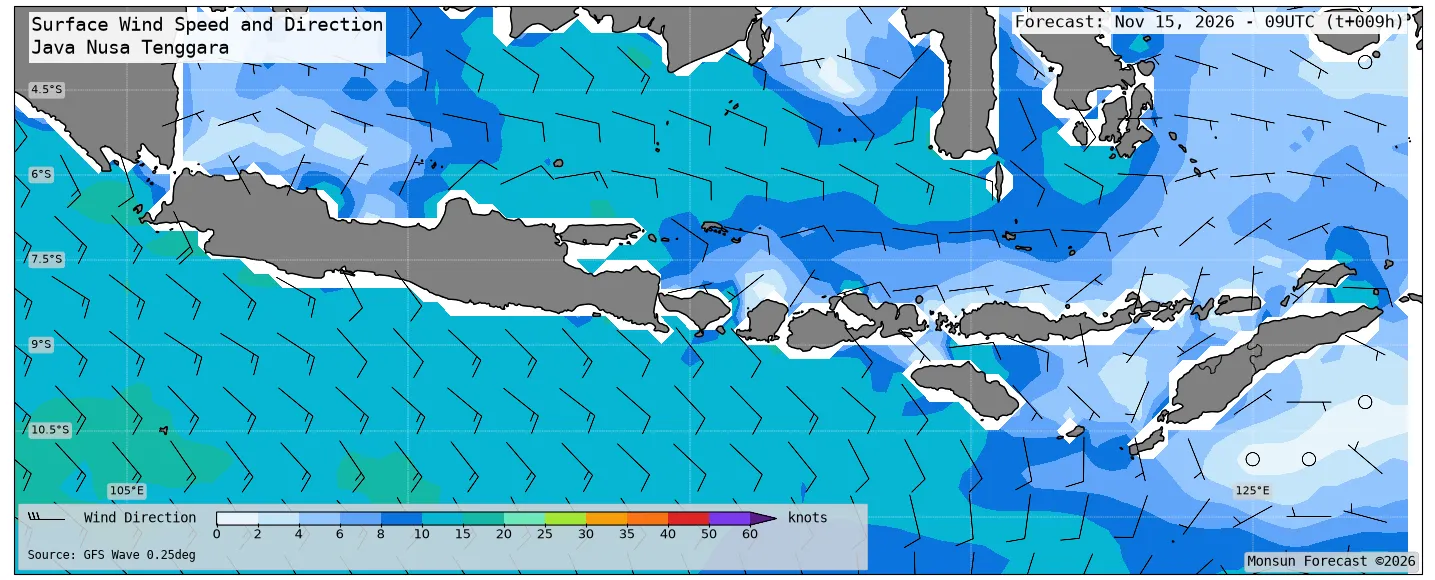 Surface Wind Speed and Direction
Java Nusa Tenggara
Forecast: Nov 15, 2026 - 09UTC (t+009h)
4.5°S
6°S
7.5°S
9°S
10.5°S
105°E
125°E
Wind Direction
0 2 4 6 8 10 15 20 25 30 35 40 50 60
knots
Source: GFS Wave 0.25deg
Monsun Forecast ©2026